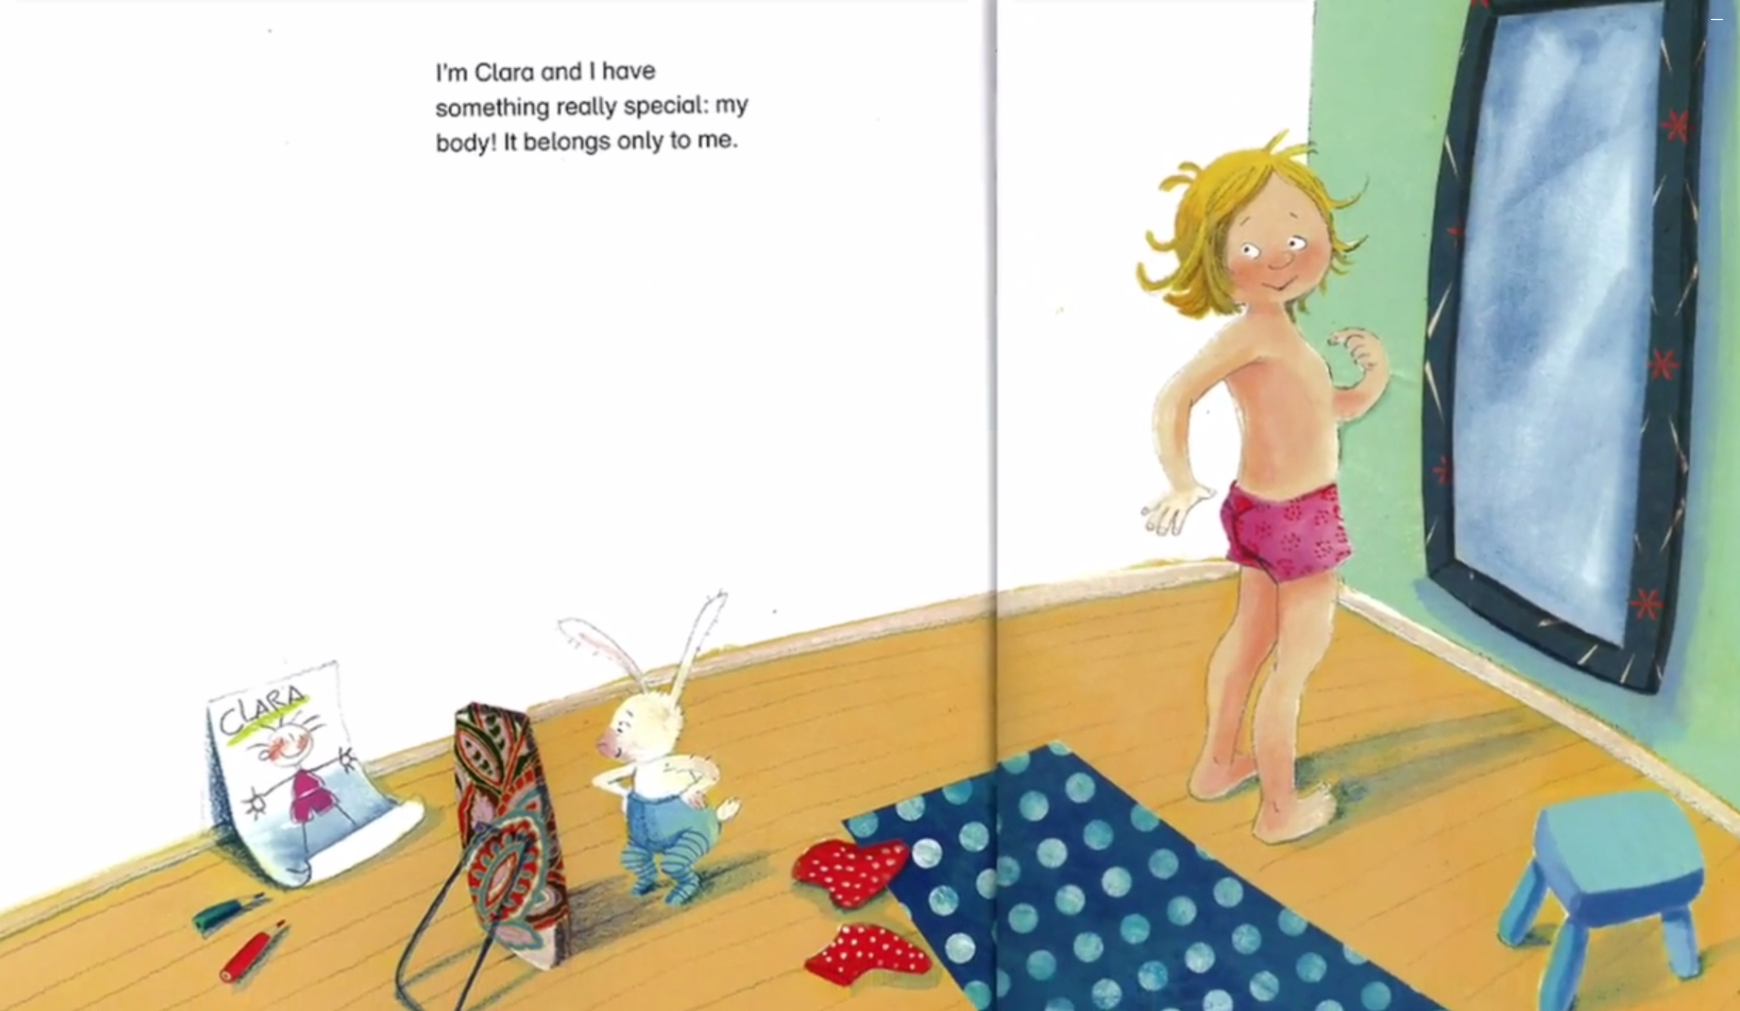 I'm Clara and I have
something really special: my
body! It belongs only to me.
CLARA